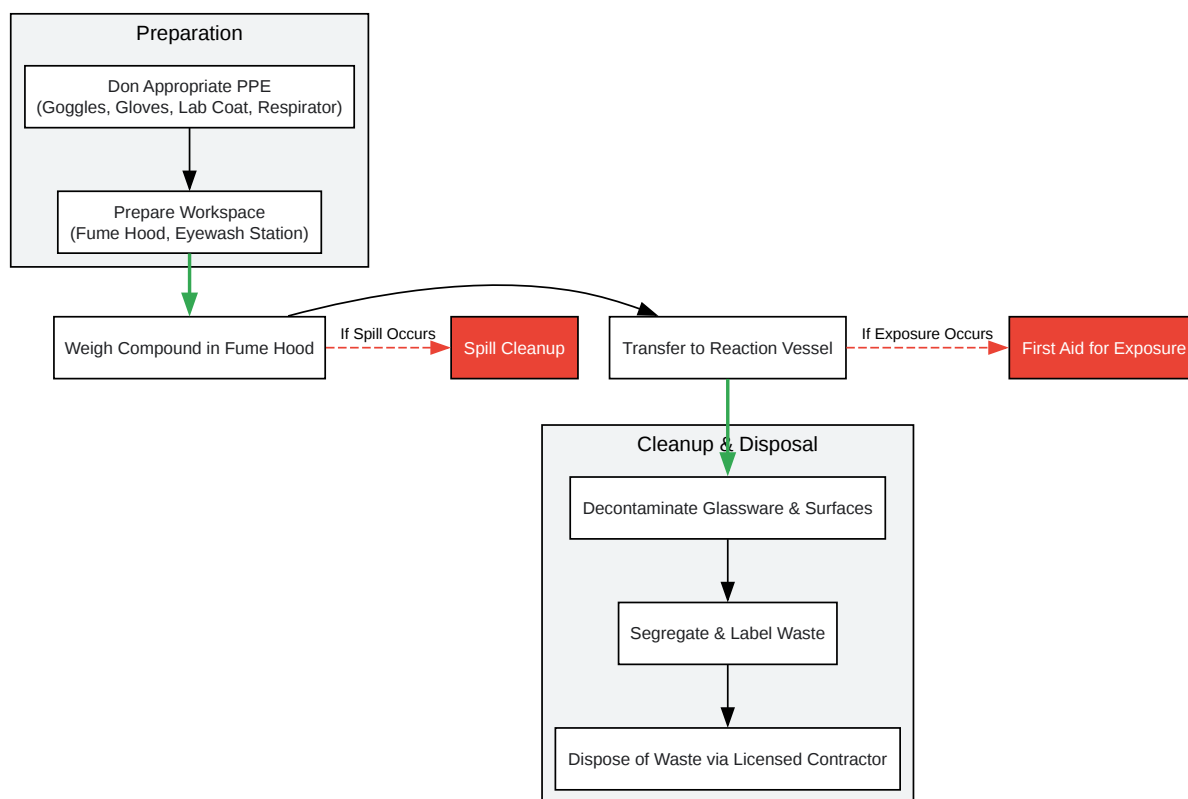 Preparation
Don Appropriate PPE
(Goggles, Gloves, Lab Coat, Respirator)
Prepare Workspace
(Fume Hood, Eyewash Station)
Weigh Compound in Fume Hood
If Spill Occurs
Spill Cleanup
Transfer to Reaction Vessel
If Exposure Occurs
First Aid for Exposure
Cleanup & Disposal
Decontaminate Glassware & Surfaces
Segregate & Label Waste
Dispose of Waste via Licensed Contractor